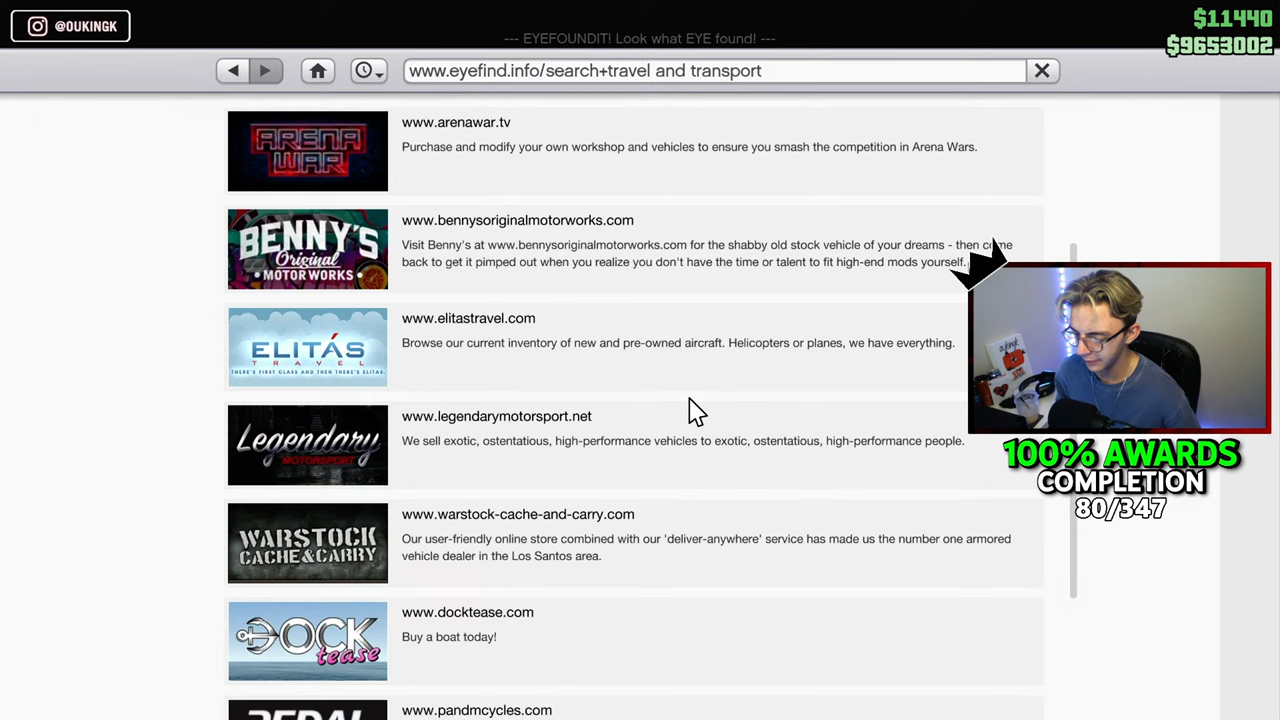 @OUKINGK
$11440
$9653002
--- EYEFOUNDIT! Look what EYE found! ---
www.eyefind.info/search+travel and transport
ARENA
WAR
www.arenawar.tv
Purchase and modify your own workshop and vehicles to ensure you smash the competition in Arena Wars.
BENNY'S
Original
MOTOR WORKS
www.bennysoriginalmotorworks.com
Visit Benny's at www.bennysoriginalmotorworks.com for the shabby old stock vehicle of your dreams - then come
back to get it pimped out when you realize you don't have the time or talent to fit high-end mods yourself.
ELITÁS
TRAVEL
THERE'S FIRST CLASS AND THEN THERE'S ELITAS.
www.elitastravel.com
Browse our current inventory of new and pre-owned aircraft. Helicopters or planes, we have everything.
Legendary
MOTORSPORT
www.legendarymotorsport.net
We sell exotic, ostentatious, high-performance vehicles to exotic, ostentatious, high-performance people.
100% AWARDS
COMPLETION
80/347
WARSTOCK
CACHE&CARRY
www.warstock-cache-and-carry.com
Our user-friendly online store combined with our 'deliver-anywhere' service has made us the number one armored
vehicle dealer in the Los Santos area.
DOCK
tease
www.docktease.com
Buy a boat today!
PEDAL
www.pandmcycles.com